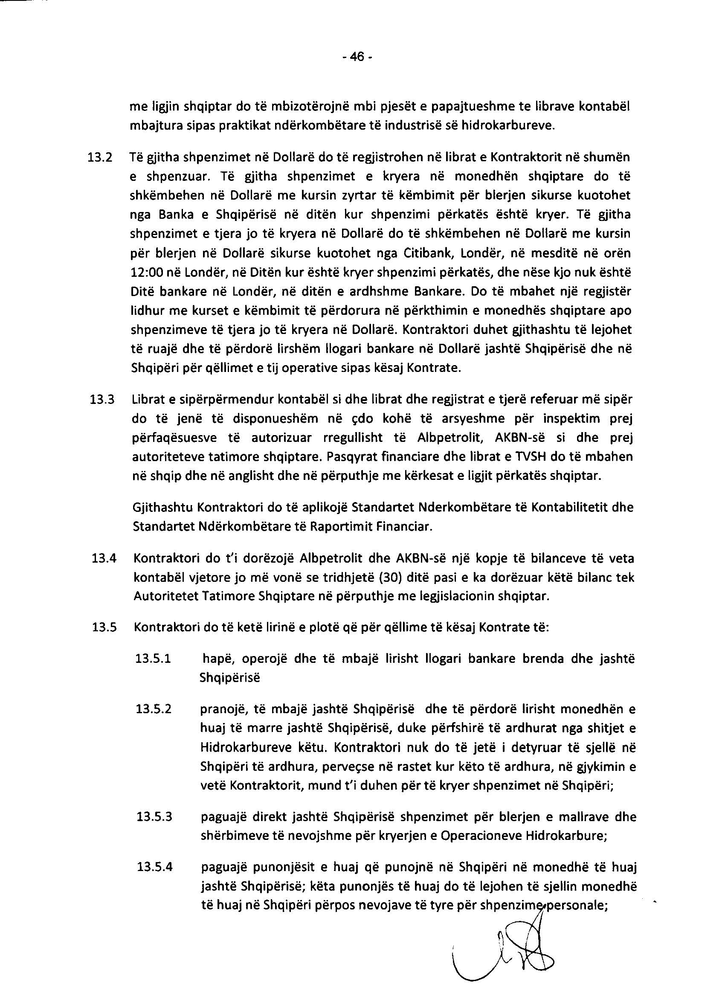 - 46 -
me ligjin shqiptar do të mbizotërojnë mbi pjesët e papajtueshme te librave kontabël
mbajtura sipas praktikat ndërkombëtare të industrisë së hidrokarbureve.
13.2 Të gjitha shpenzimet në Dollarë do të regjistrohen në librat e Kontraktorit në shumën
e shpenzuar. Të gjitha shpenzimet e kryera në monedhën shqiptare do të
shkëmbehen në Dollarë me kursin zyrtar të këmbimit për blerjen sikurse kuotohet
nga Banka e Shqipërisë në ditën kur shpenzimi përkatës është kryer. Të gjitha
shpenzimet e tjera jo të kryera në Dollarë do të shkëmbehen në Dollarë me kursin
për blerjen në Dollarë sikurse kuotohet nga Citibank, Londër, në mesditë në orën
12:00 në Londër, në Ditën kur është kryer shpenzimi përkatës, dhe nëse kjo nuk është
Ditë bankare në Londër, në ditën e ardhshme Bankare. Do të mbahet një regjistër
lidhur me kurset e këmbimit të përdorura në përkthimin e monedhës shqiptare apo
shpenzimeve të tjera jo të kryera në Dollarë. Kontraktori duhet gjithashtu të lejohet
të ruajë dhe të përdorë lirshëm llogari bankare në Dollarë jashtë Shqipërisë dhe në
Shqipëri për qëllimet e tij operative sipas kësaj Kontrate.
13.3 Librat e sipërpërmendur kontabël si dhe librat dhe regjistrat e tjerë referuar më sipër
do të jenë të disponueshëm në çdo kohë të arsyeshme për inspektim prej
përfaqësuesve të autorizuar rregullisht të Albpetrolit, AKBN-së si dhe prej
autoriteteve tatimore shqiptare. Pasqyrat financiare dhe librat e TVSH do të mbahen
në shqip dhe në anglisht dhe në përputhje me kërkesat e ligjit përkatës shqiptar.
Gjithashtu Kontraktori do të aplikojë Standartet Nderkombëtare të Kontabilitetit dhe
Standartet Ndërkombëtare të Raportimit Financiar.
13.4 Kontraktori do t'i dorëzojë Albpetrolit dhe AKBN-së një kopje të bilanceve të veta
kontabël vjetore jo më vonë se tridhjetë (30) ditë pasi e ka dorëzuar këtë bilanc tek
Autoritetet Tatimore Shqiptare në përputhje me legjislacionin shqiptar.
13.5 Kontraktori do të ketë lirinë e plotë që për qëllime të kësaj Kontrate të:
13.5.1 hapë, operojë dhe të mbajë lirisht llogari bankare brenda dhe jashtë
Shqipërisë
13.5.2 pranojë, të mbajë jashtë Shqipërisë dhe të përdorë lirisht monedhën e
huaj të marre jashtë Shqipërisë, duke përfshirë të ardhurat nga shitjet e
Hidrokarbureve këtu. Kontraktori nuk do të jetë i detyruar të sjellë në
Shqipëri të ardhura, perveçse në rastet kur këto të ardhura, në gjykimin e
vetë Kontraktorit, mund t'i duhen për të kryer shpenzimet në Shqipëri;
13.5.3 paguajë direkt jashtë Shqipërisë shpenzimet për blerjen e mallrave dhe
shërbimeve të nevojshme për kryerjen e Operacioneve Hidrokarbure;
13.5.4 paguajë punonjësit e huaj që punojnë në Shqipëri në monedhë të huaj
jashtë Shqipërisë; këta punonjës të huaj do të lejohen të sjellin monedhë
të huaj në Shqipëri përpos nevojave të tyre për shpenzime personale;